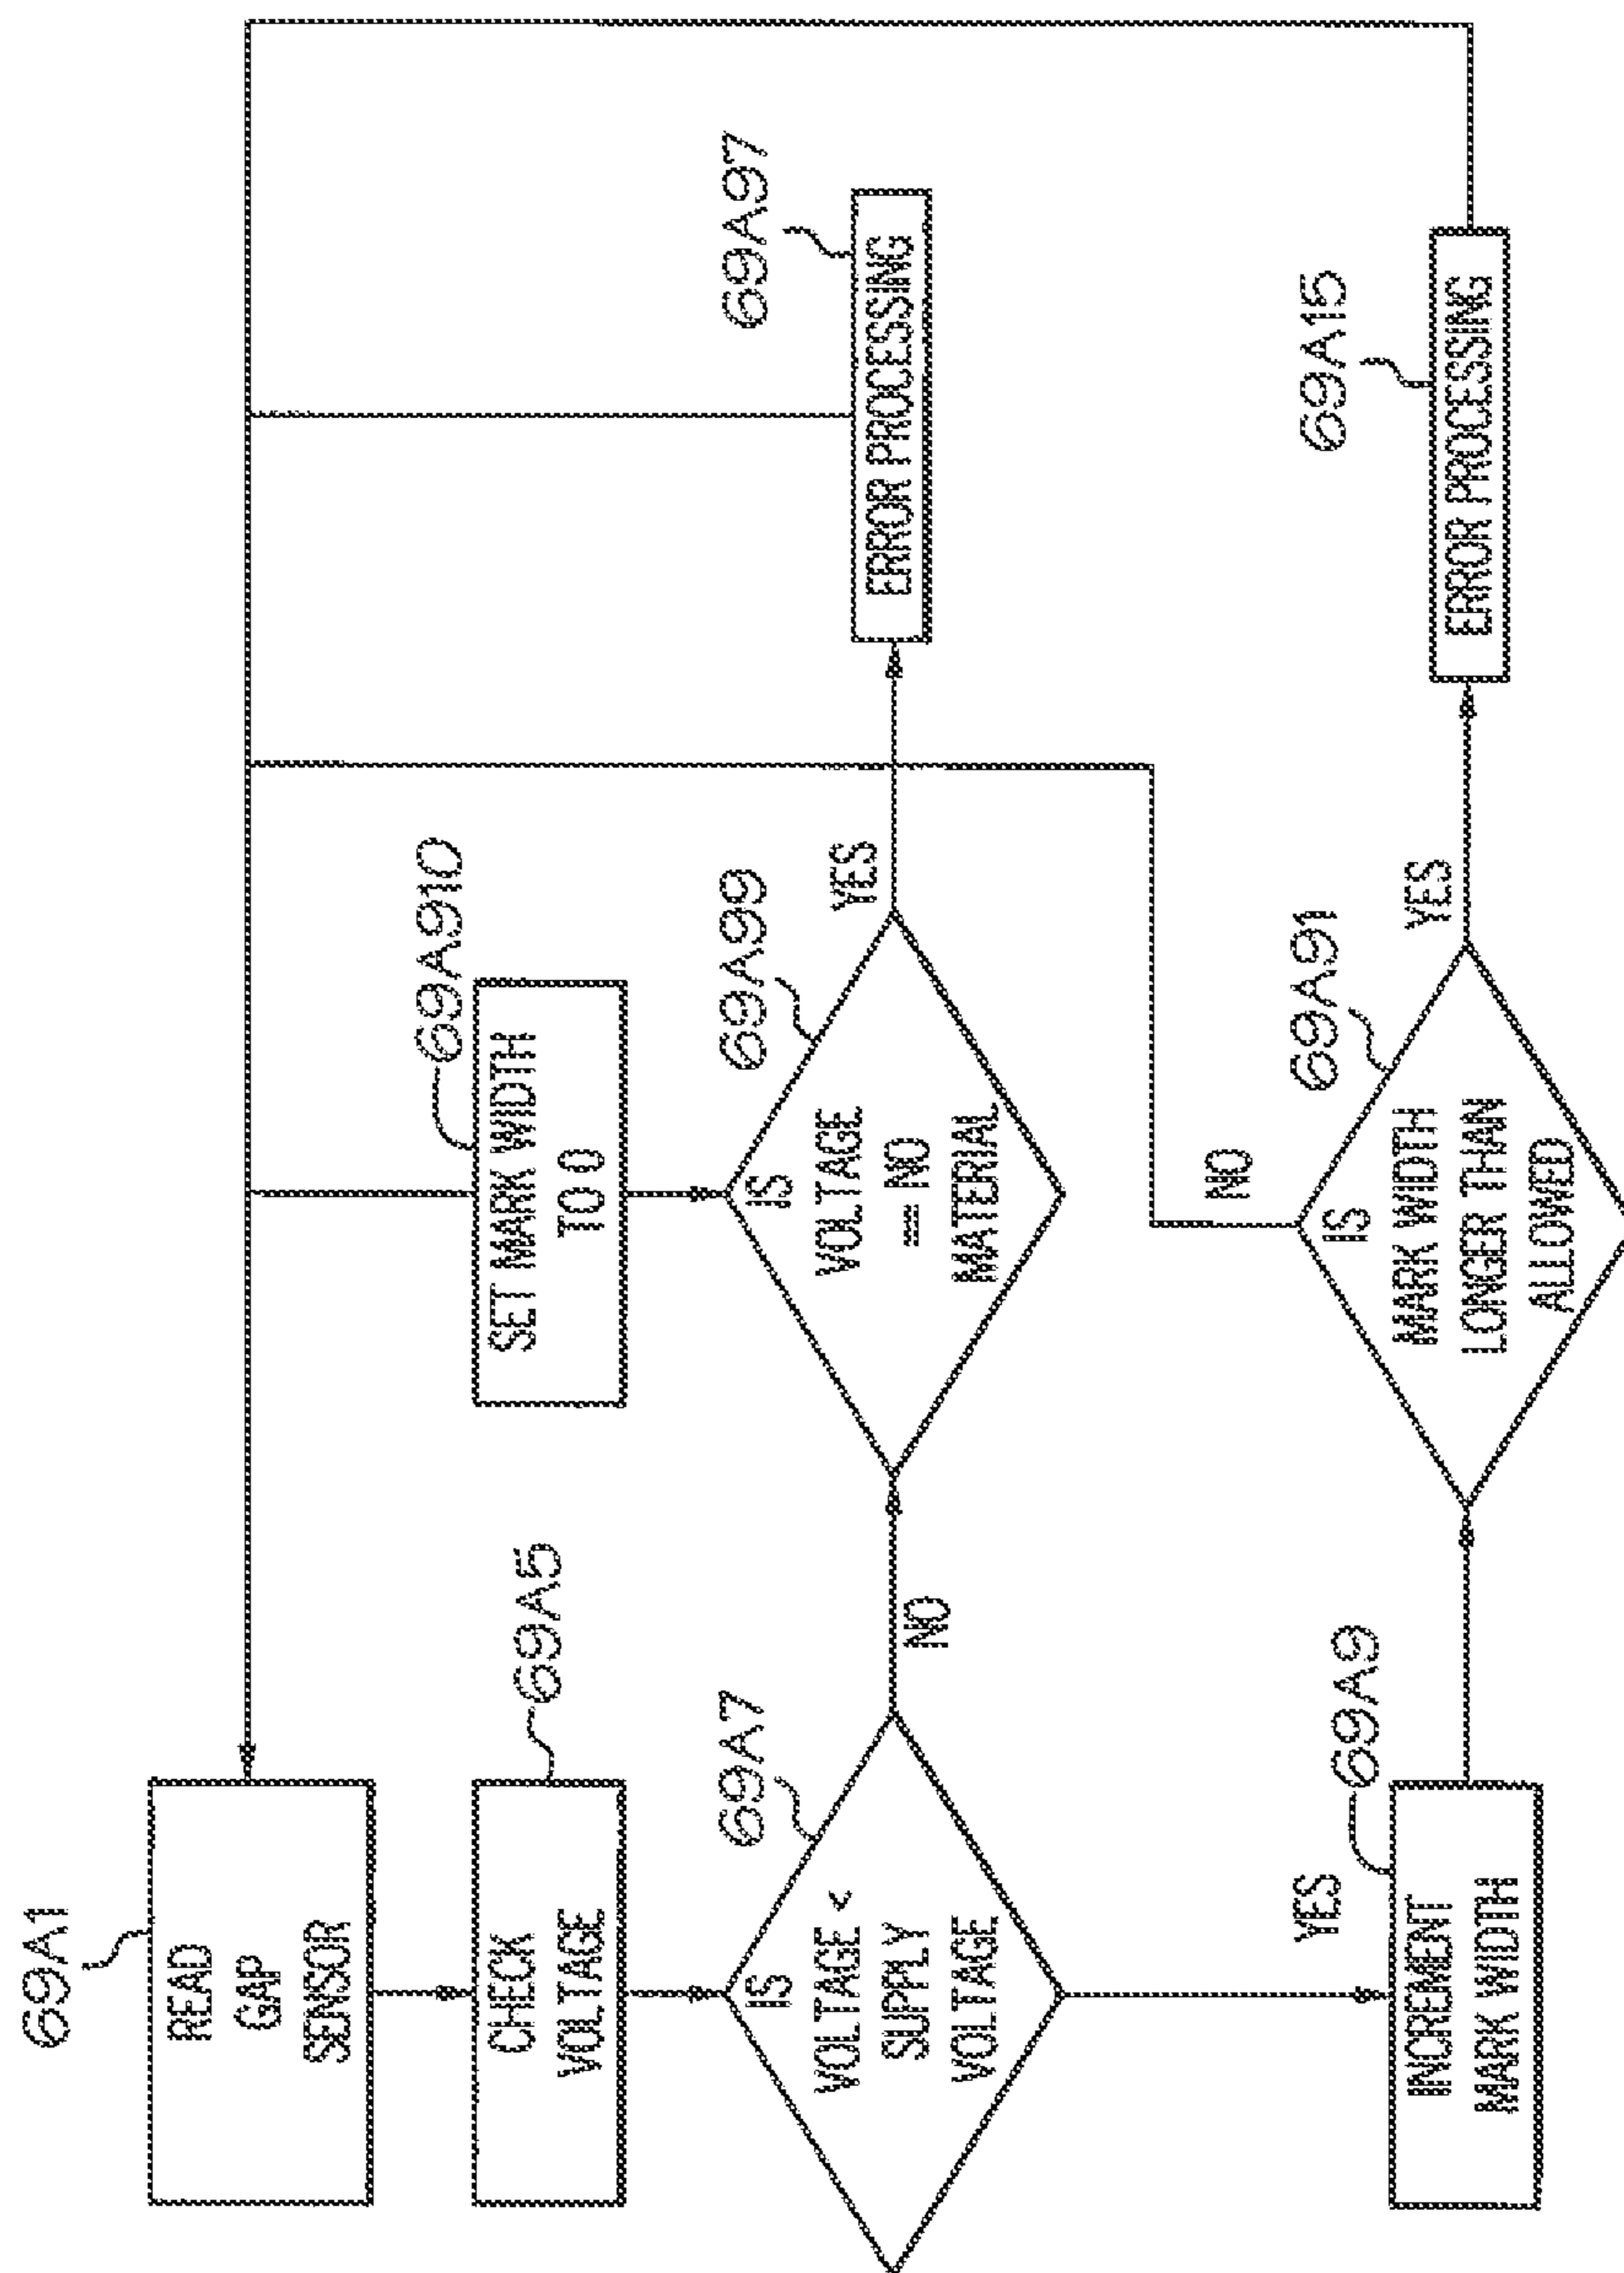 69A1
READ
GAP
SENSOR
69A5
CHECK
VOLTAGE
69A910
SET MARK WIDTH
TO 0
69A7
IS
VOLTAGE <
SUPPLY
VOLTAGE
NO
69A99
IS
VOLTAGE
== NO
MATERIAL
YES
69A97
ERROR PROCESSING
YES
69A9
INCREMENT
MARK WIDTH
NO
69A91
IS
MARK WIDTH
LONGER THAN
ALLOWED
YES
69A15
ERROR PROCESSING